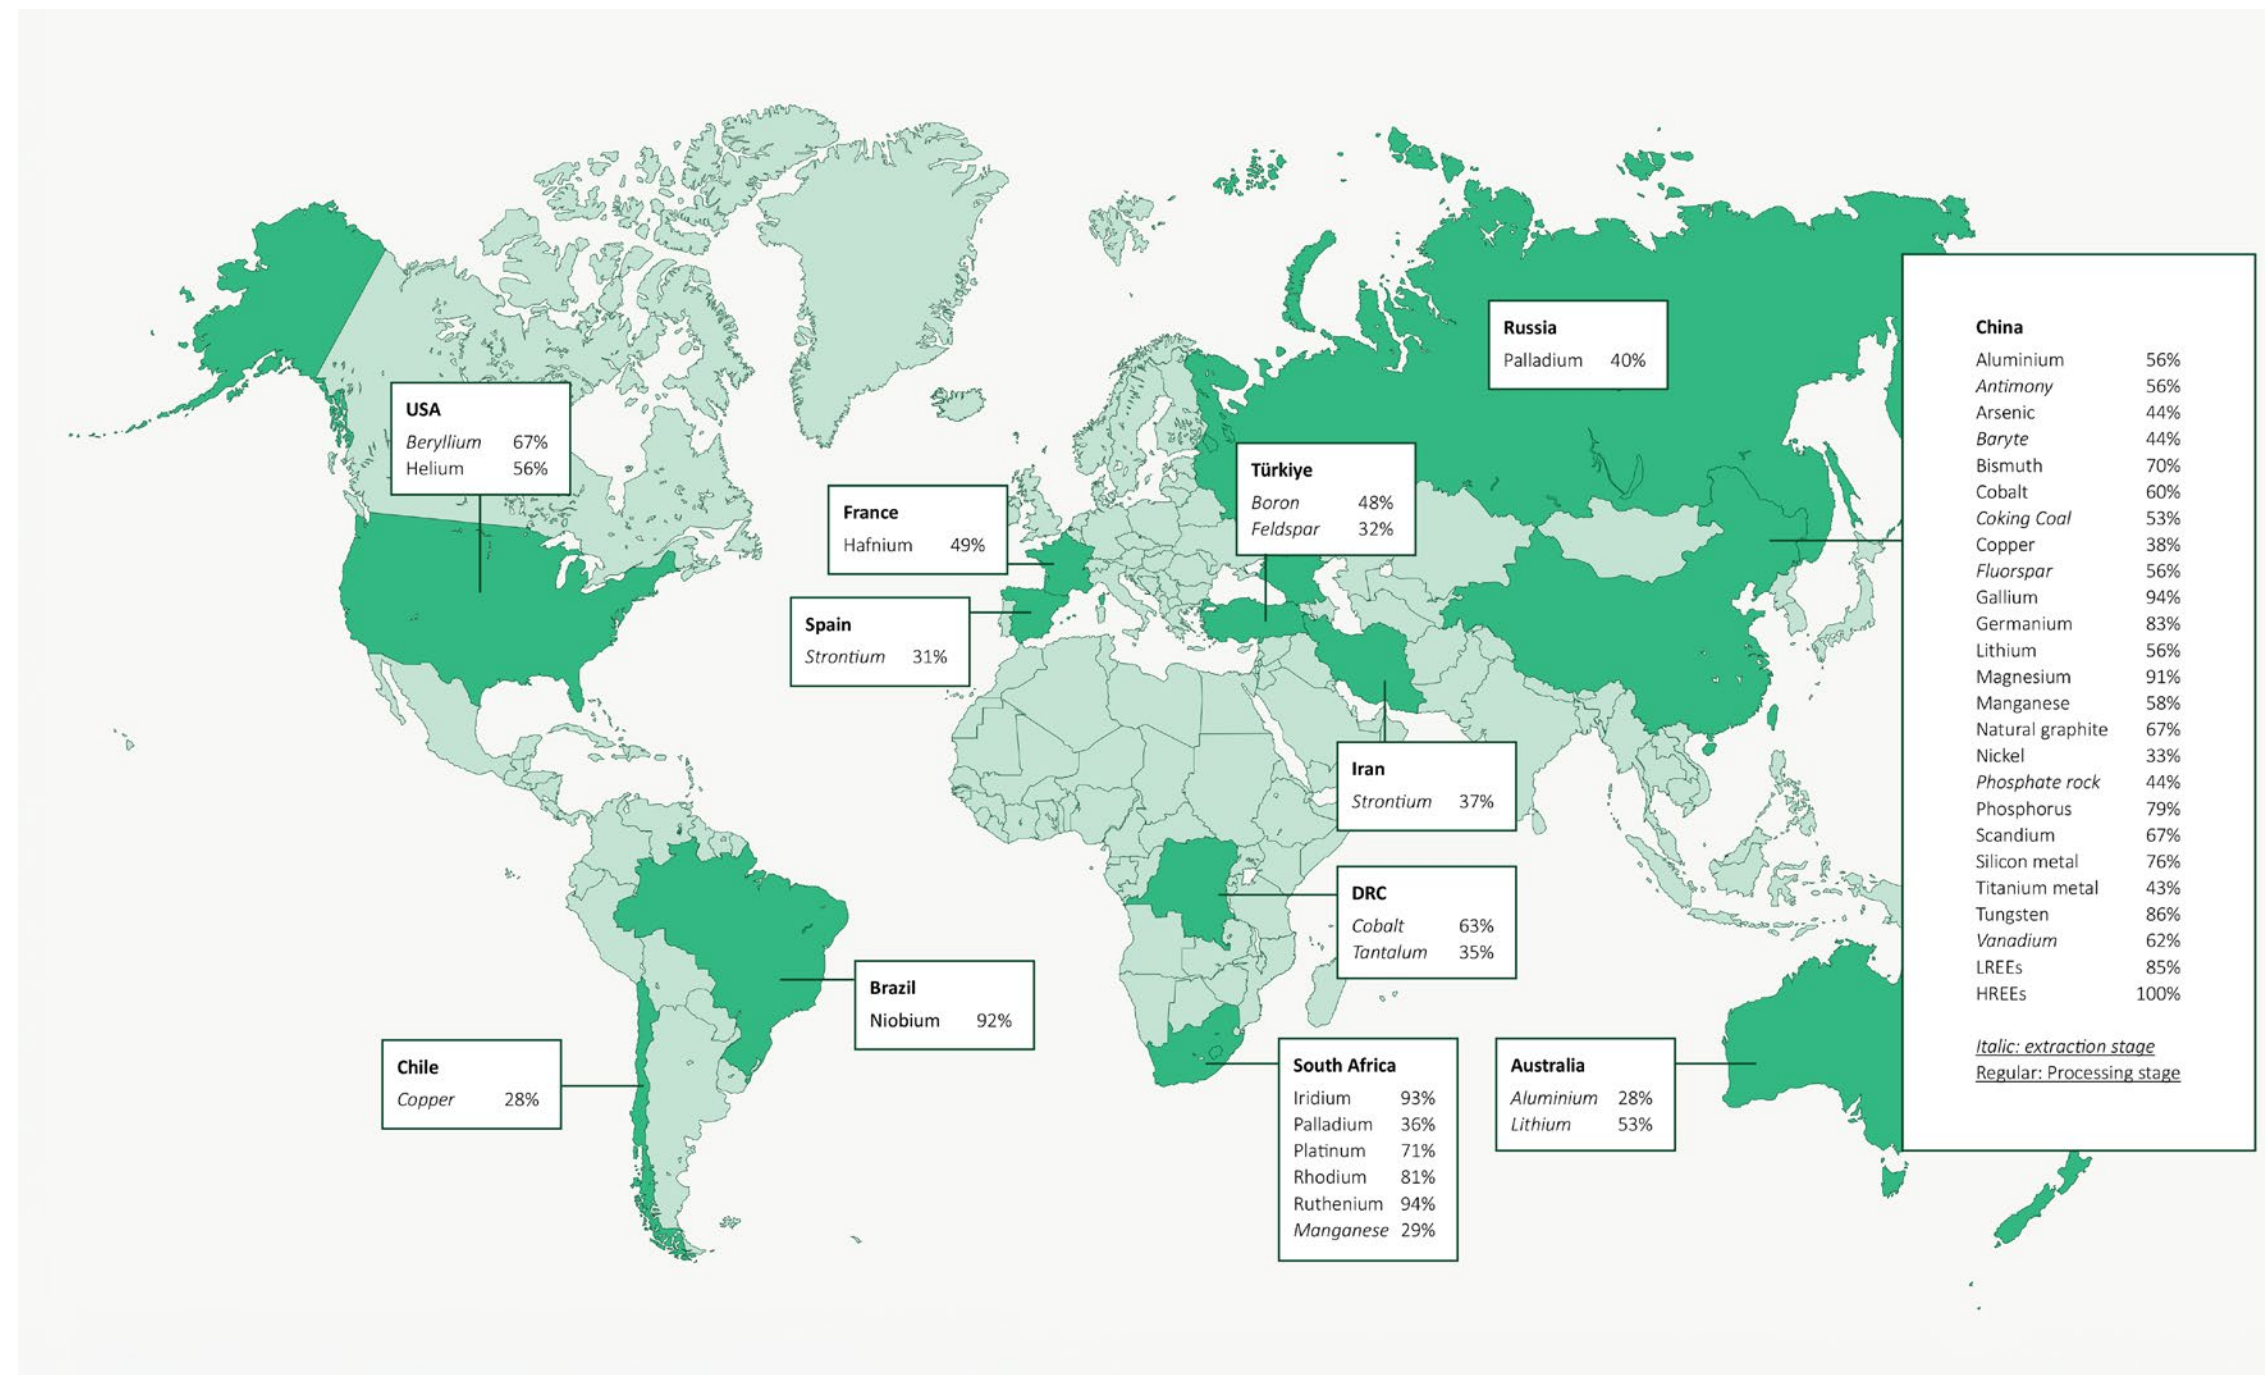 USA
Beryllium 67%
Helium 56%
France
Hafnium 49%
Spain
Strontium 31%
Russia
Palladium 40%
Türkiye
Boron 48%
Feldspar 32%
Iran
Strontium 37%
DRC
Cobalt 63%
Tantalum 35%
Brazil
Niobium 92%
Chile
Copper 28%
South Africa
Iridium 93%
Palladium 36%
Platinum 71%
Rhodium 81%
Ruthenium 94%
Manganese 29%
Australia
Aluminium 28%
Lithium 53%
China
Aluminium 56%
Antimony 56%
Arsenic 44%
Baryte 44%
Bismuth 70%
Cobalt 60%
Coking Coal 53%
Copper 38%
Fluorspar 56%
Gallium 94%
Germanium 83%
Lithium 56%
Magnesium 91%
Manganese 58%
Natural graphite 67%
Nickel 33%
Phosphate rock 44%
Phosphorus 79%
Scandium 67%
Silicon metal 76%
Titanium metal 43%
Tungsten 86%
Vanadium 62%
LREEs 85%
HREEs 100%
Italic: extraction stage
Regular: Processing stage